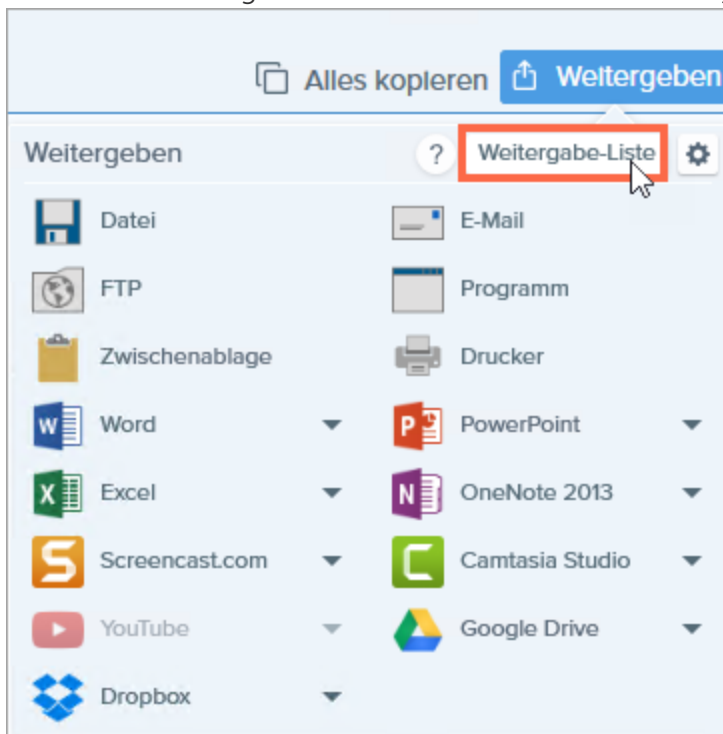 Alles kopieren Weitergeben
Weitergeben ? Weitergabe-Liste
Datei E-Mail
FTP Programm
Zwischenablage Drucker
W Word P PowerPoint
X Excel N OneNote 2013
S Screencast.com C Camtasia Studio
YouTube Google Drive
Dropbox